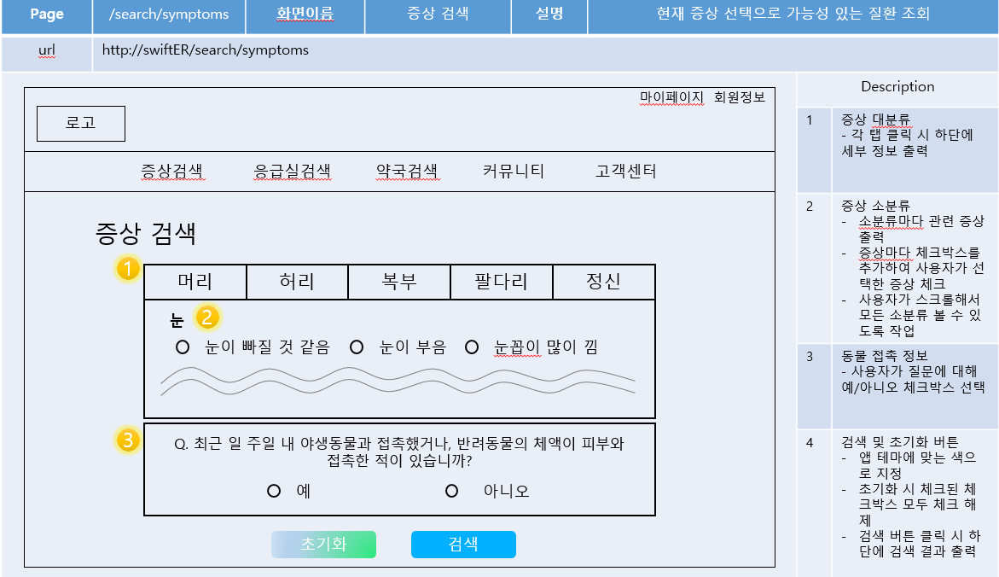 Page /search/symptoms 화면이름 증상 검색 설명 현재 증상 선택으로 가능성 있는 질환 조회
url http://swiftER/search/symptoms
마이페이지 회원정보
로고
증상검색 응급실검색 약국검색 커뮤니티 고객센터
증상 검색
1
머리 허리 복부 팔다리 정신
눈 2
눈이 빠질 것 같음 눈이 부음 눈꼽이 많이 낌
3
Q. 최근 일 주일 내 야생동물과 접촉했거나, 반려동물의 체액이 피부와
접촉한 적이 있습니까?
예 아니오
초기화 검색
Description
1 증상 대분류
- 각 탭 클릭 시 하단에
세부 정보 출력
2 증상 소분류
- 소분류마다 관련 증상
출력
- 증상마다 체크박스를
추가하여 사용자가 선
택한 증상 체크
- 사용자가 스크롤해서
모든 소분류 볼 수 있
도록 작업
3 동물 접촉 정보
- 사용자가 질문에 대해
예/아니오 체크박스 선택
4 검색 및 초기화 버튼
- 앱 테마에 맞는 색으
로 지정
- 초기화 시 체크된 체
크박스 모두 체크 해
제
- 검색 버튼 클릭 시 하
단에 검색 결과 출력